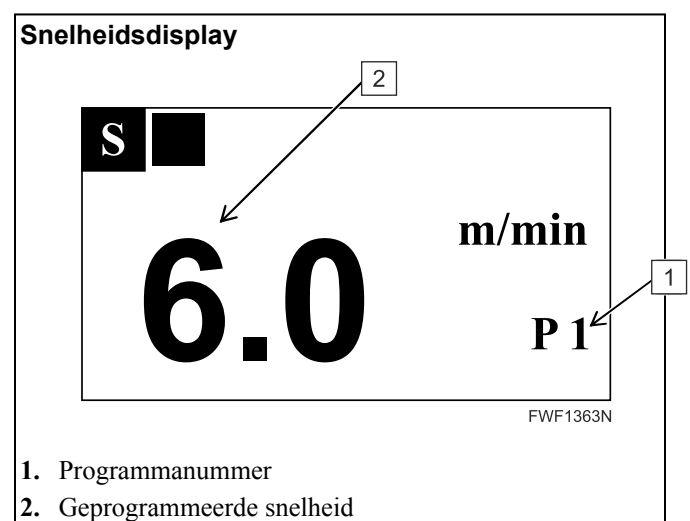 Snelheidsdisplay
2
S
m/min
6.0
1
P 1
FWF1363N
1. Programmanummer
2. Geprogrammeerde snelheid